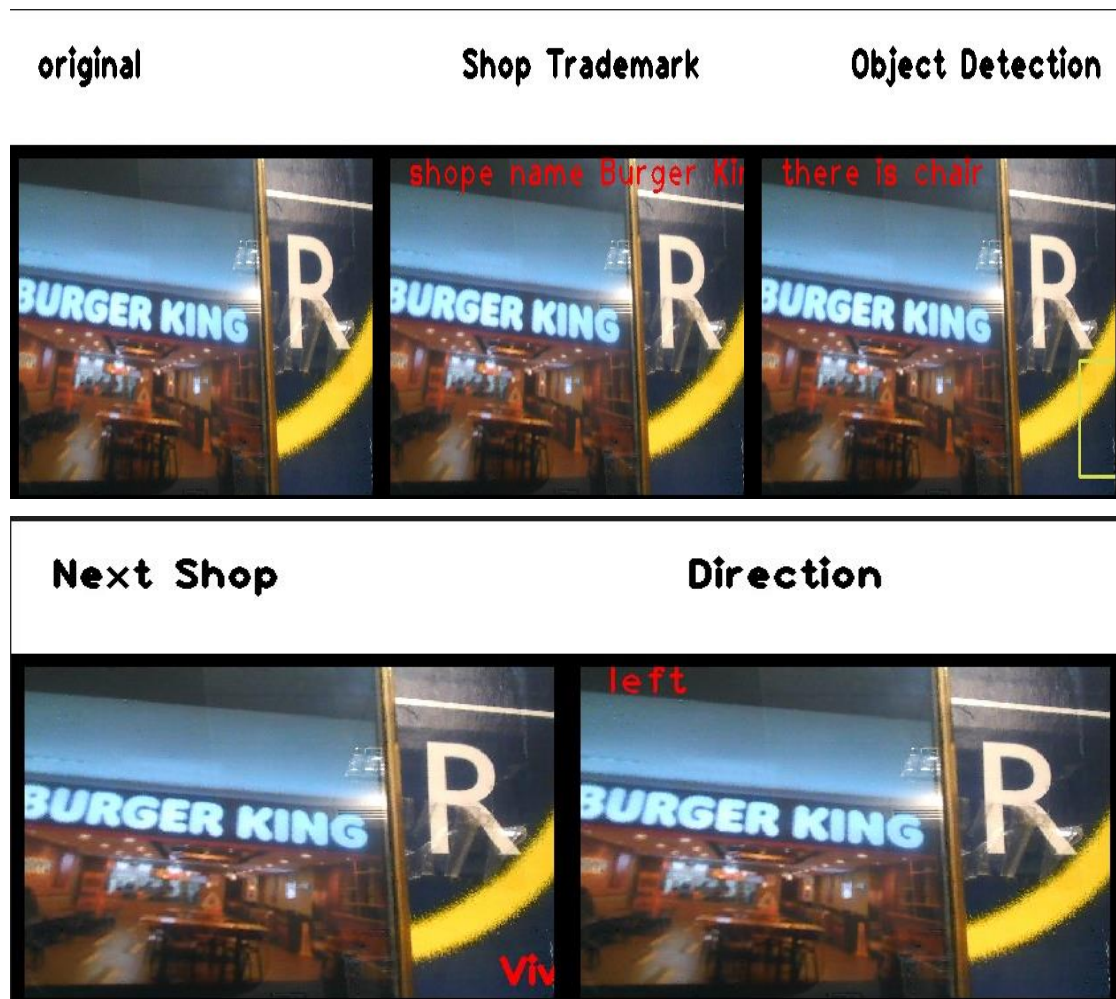 original Shop Trademark Object Detection
shope name Burger Kin
there is chair
BURGER KING
R
BURGER KING
R
BURGER KING
R
Next Shop Direction
left
BURGER KING
R
Viv
BURGER KING
R